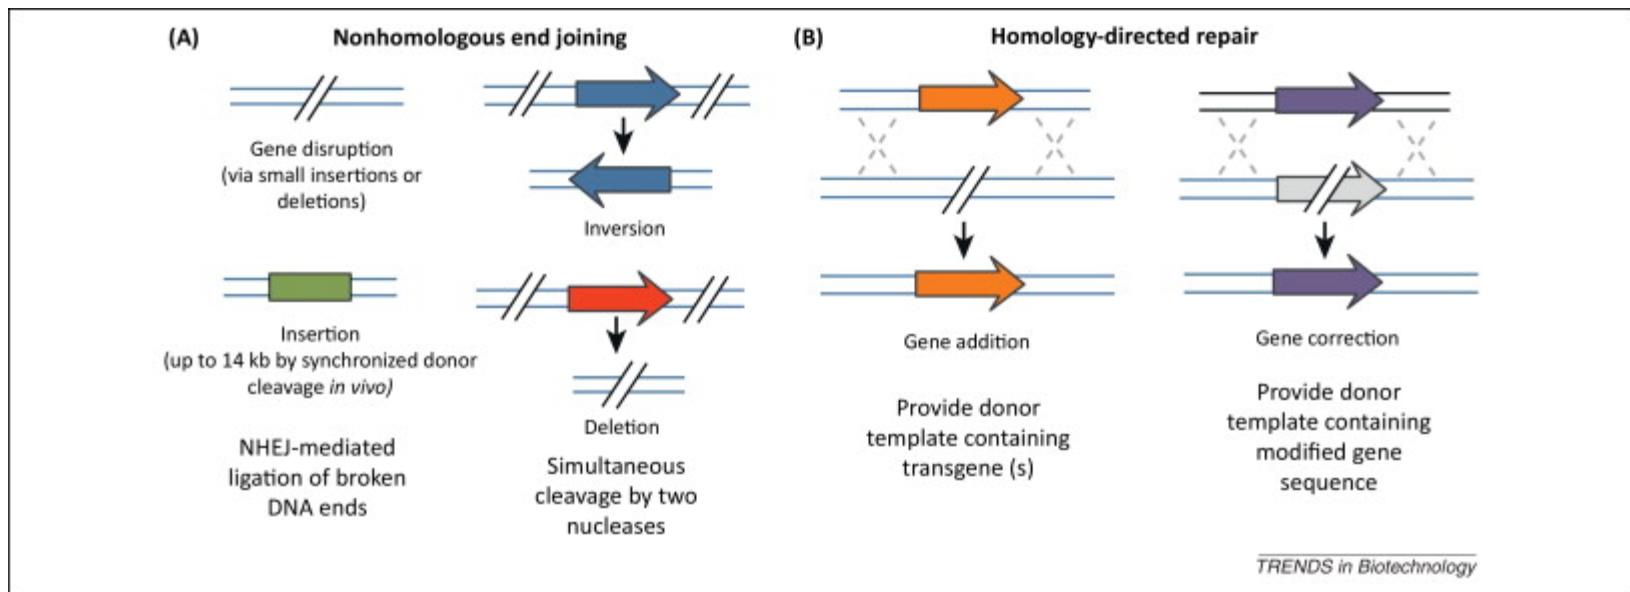 (A)
Nonhomologous end joining
Gene disruption
(via small insertions or
deletions)
Inversion
Insertion
(up to 14 kb by synchronized donor
cleavage in vivo)
NHEJ-mediated
ligation of broken
DNA ends
Deletion
Simultaneous
cleavage by two
nucleases
(B)
Homology-directed repair
Gene addition
Provide donor
template containing
transgene (s)
Gene correction
Provide donor
template containing
modified gene
sequence
TRENDS in Biotechnology